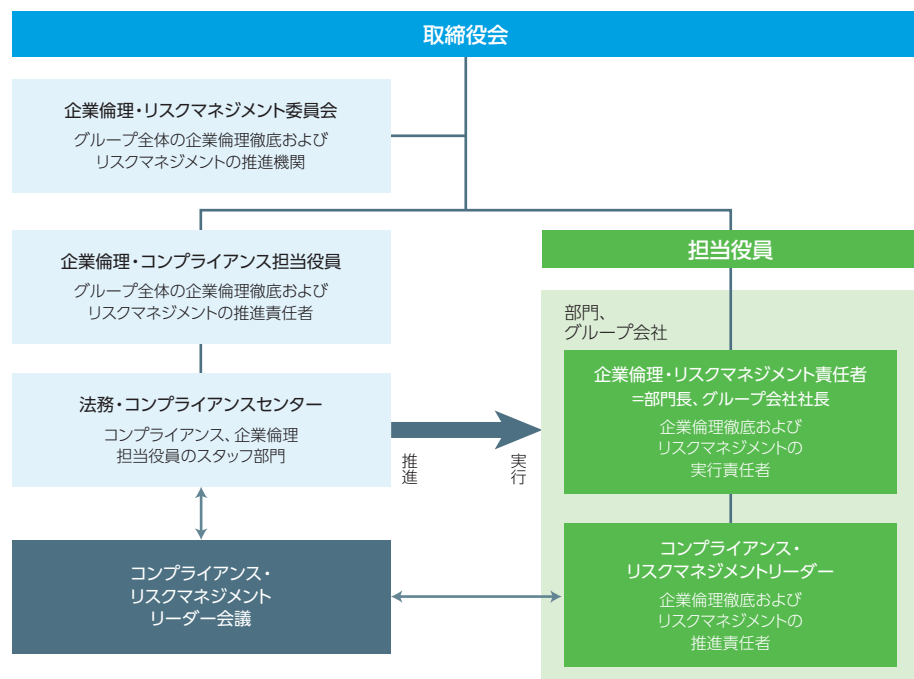 取締役会
企業倫理・リスクマネジメント委員会
グループ全体の企業倫理徹底および
リスクマネジメントの推進機関
企業倫理・コンプライアンス担当役員
グループ全体の企業倫理徹底および
リスクマネジメントの推進責任者
法務・コンプライアンスセンター
コンプライアンス、企業倫理
担当役員のスタッフ部門
推進
実行
コンプライアンス・
リスクマネジメント
リーダー会議
担当役員
部門、
グループ会社
企業倫理・リスクマネジメント責任者
=部門長、グループ会社社長
企業倫理徹底および
リスクマネジメントの
実行責任者
コンプライアンス・
リスクマネジメントリーダー
企業倫理徹底および
リスクマネジメントの
推進責任者